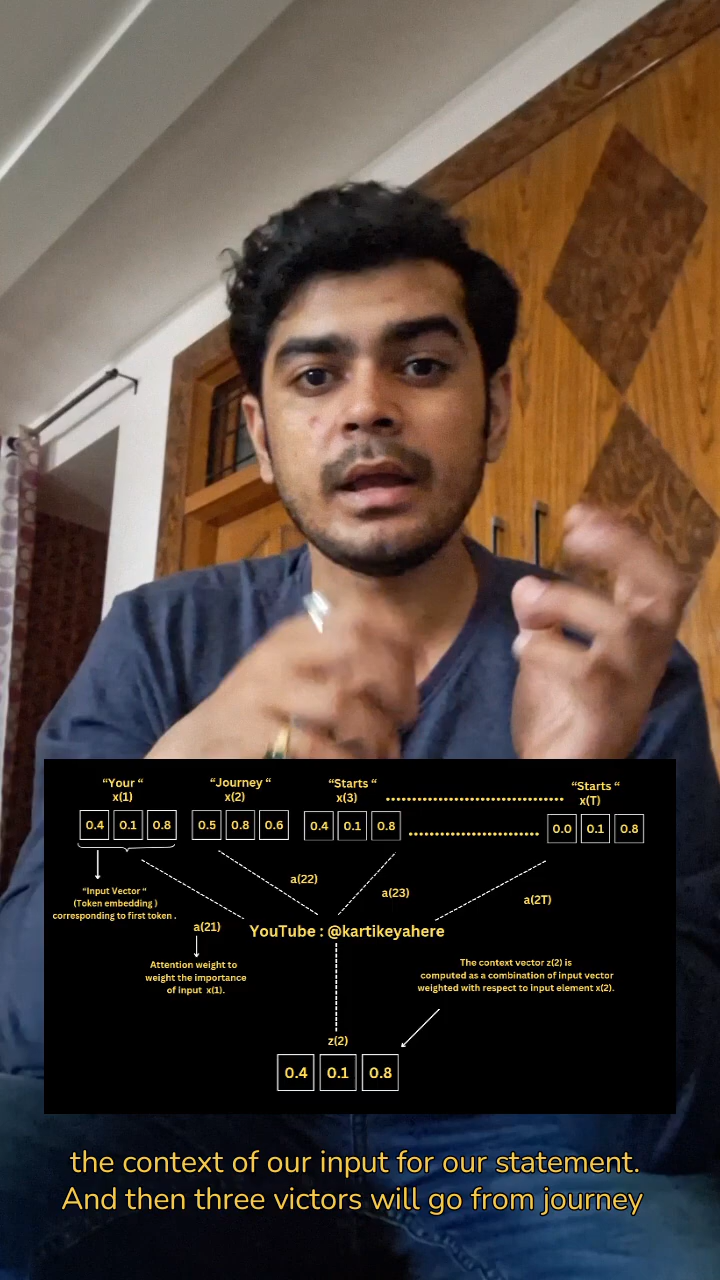 “Your “
x(1)
“Journey “
x(2)
“Starts “
x(3)
“Starts “
x(T)
0.4 0.1 0.8
0.5 0.8 0.6
0.4 0.1 0.8
0.0 0.1 0.8
“Input Vector “
(Token embedding )
corresponding to first token .
a(21)
a(22)
a(23)
a(2T)
YouTube : @kartikeyahere
Attention weight to
weight the importance
of input x(1).
The context vector z(2) is
computed as a combination of input vector
weighted with respect to input element x(2).
z(2)
0.4 0.1 0.8
the context of our input for our statement.
And then three victors will go from journey